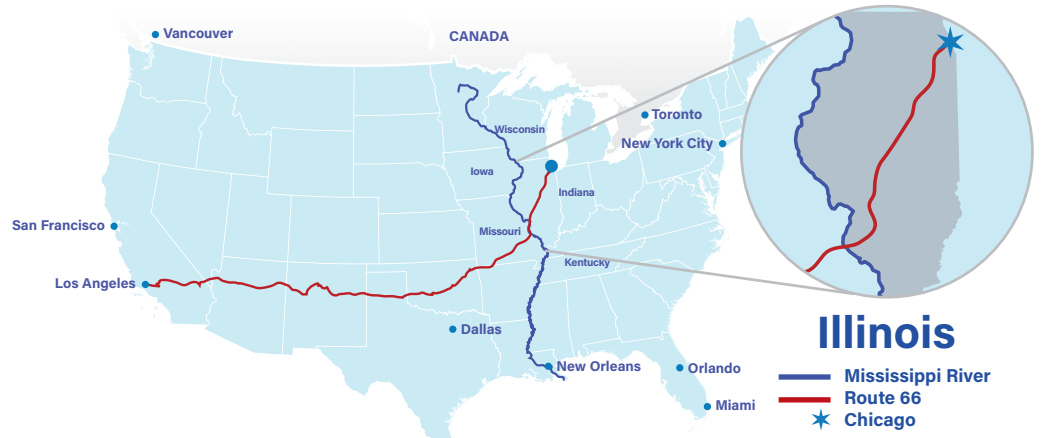 Vancouver
CANADA
Toronto
Wisconsin
New York City
Iowa
Indiana
San Francisco
Missouri
Kentucky
Los Angeles
Dallas
New Orleans
Orlando
Miami
Illinois
Mississippi River
Route 66
Chicago